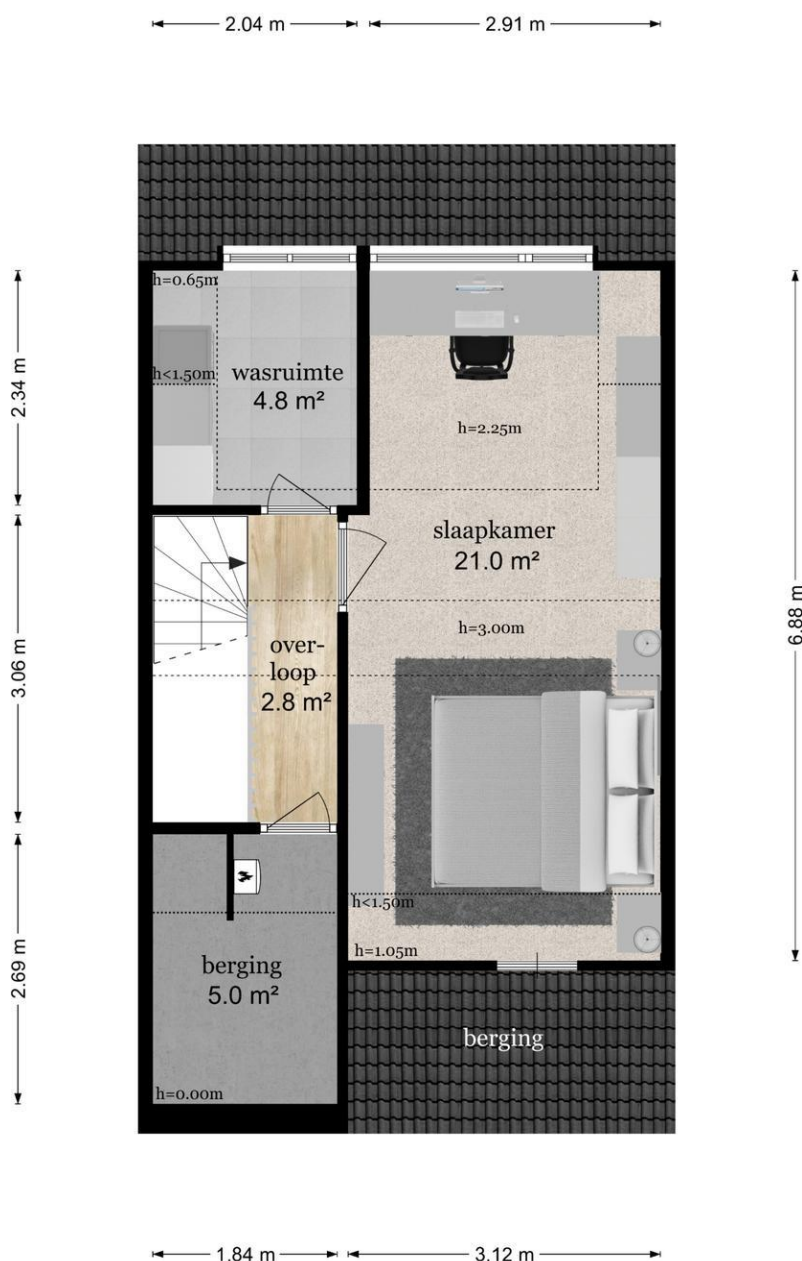 2.04 m
2.91 m
h=0.65m
2.34 m
h<1.50m
wasruimte
4.8 m²
h=2.25m
slaapkamer
21.0 m²
6.88 m
h=3.00m
3.06 m
over-
loop
2.8 m²
h<1.50m
h=1.05m
2.69 m
berging
5.0 m²
berging
h=0.00m
1.84 m
3.12 m